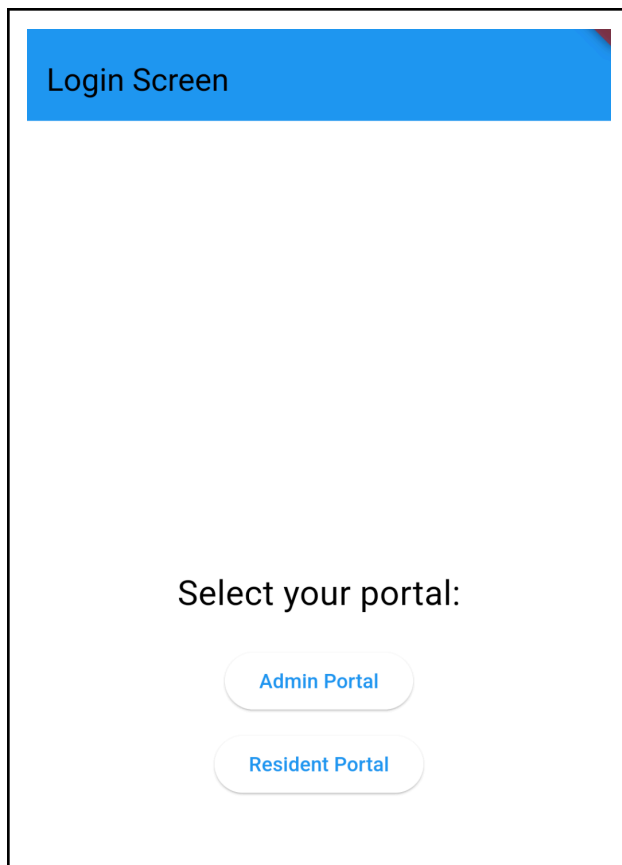 Login Screen
Select your portal:
Admin Portal
Resident Portal